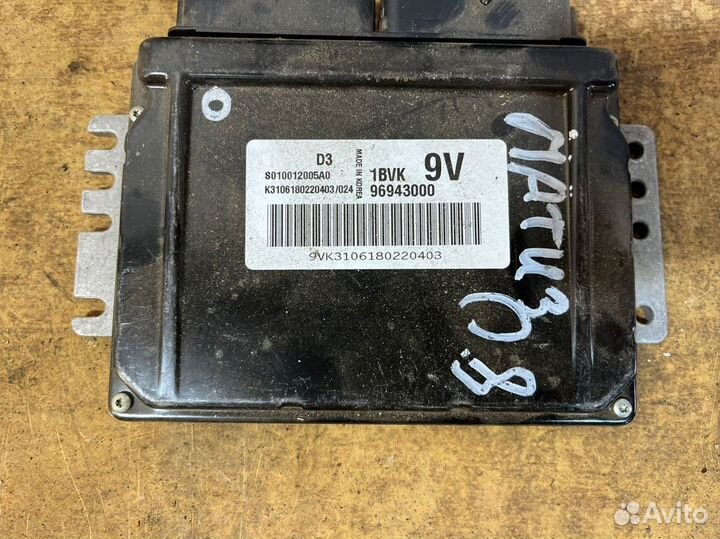 D3
S010012005A0
K3106180220403/024
MADE IN KOREA
1BVK 9V
96943000
9VK3106180220403
МАТИЗ
0.8
Avito